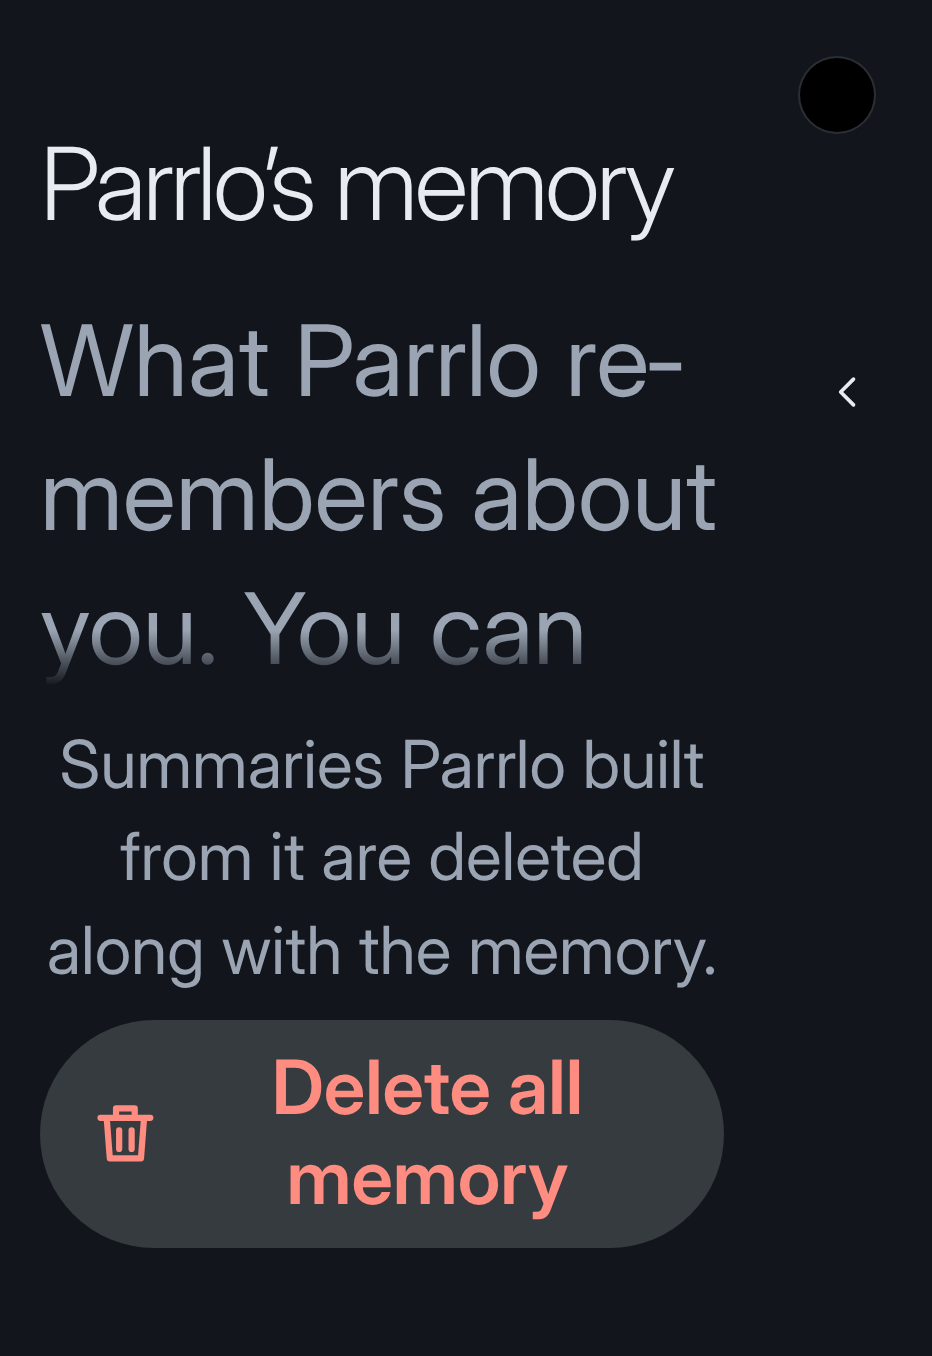 Parrlo’s memory
What Parrlo re-
members about
you. You can
Summaries Parrlo built
from it are deleted
along with the memory.
Delete all
memory